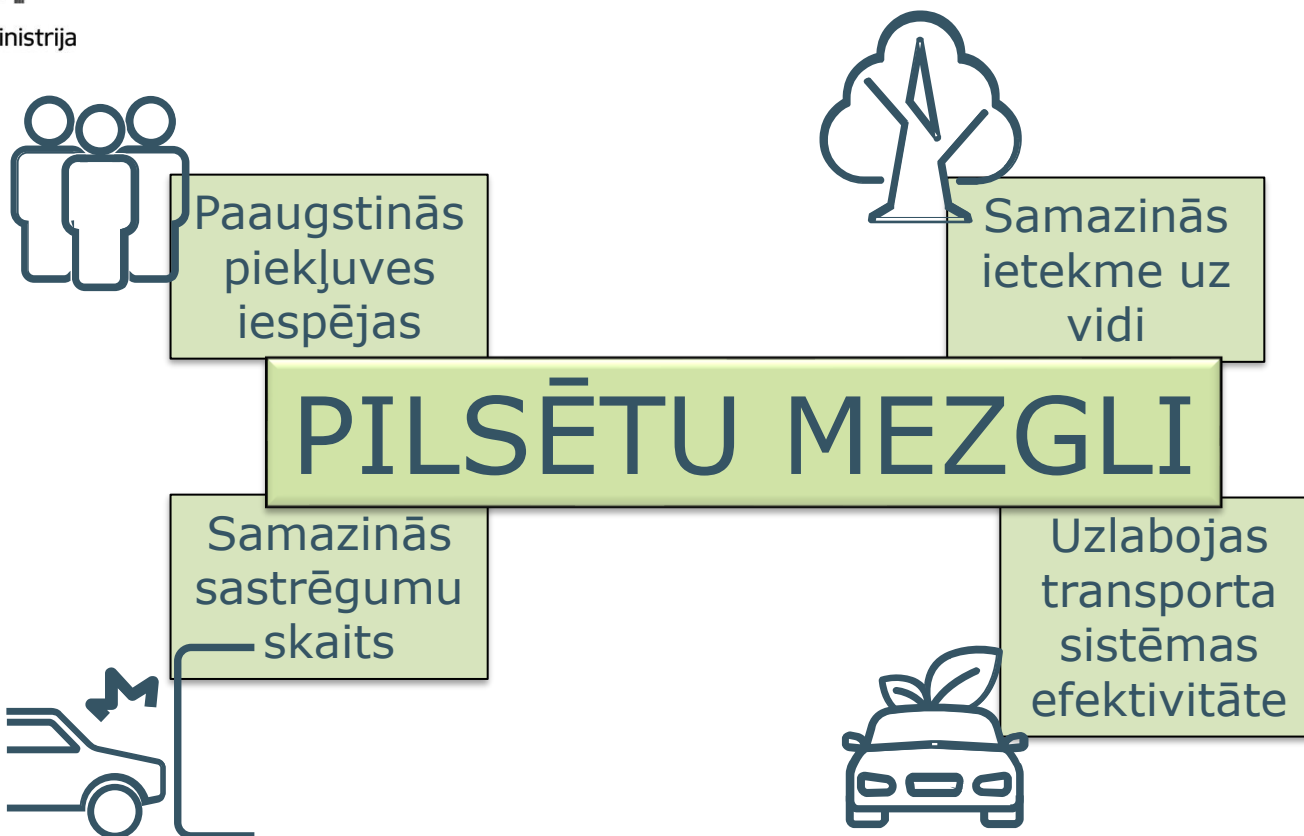 inistrija
Paaugstinās
piekļuves
iespējas
Samazinās
ietekme uz
vidi
PILSĒTU MEZGLI
Samazinās
sastrēgumu
skaits
Uzlabojas
transporta
sistēmas
efektivitāte